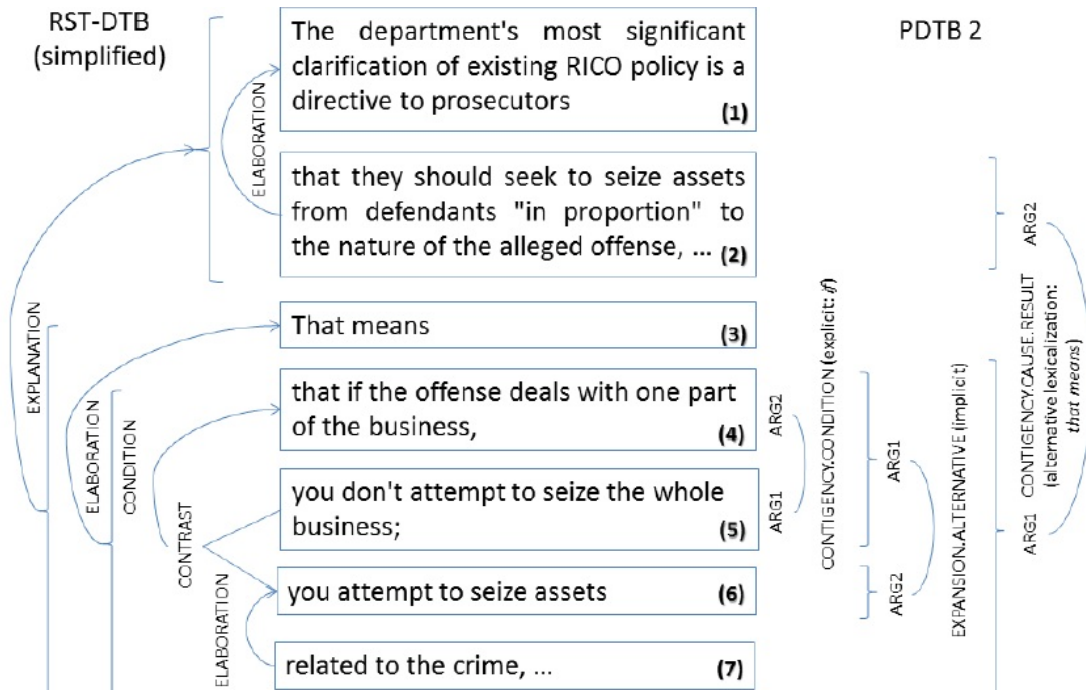 RST-DTB
(simplified)
PDTB 2
The department's most significant
clarification of existing RICO policy is a
directive to prosecutors
(1)
ELABORATION
that they should seek to seize assets
from defendants "in proportion" to
the nature of the alleged offense, ... (2)
ARG2
EXPLANATION
That means
(3)
ELABORATION
CONDITION
that if the offense deals with one part
of the business,
(4)
ARG2
CONTIGENCY.CONDITION (explicit: if)
ARG1
EXPANSION.ALTERNATIVE (implicit)
CONTIGENCY.CAUSE.RESULT
(alternative lexicalization:
that means)
CONTRAST
you don't attempt to seize the whole
business;
(5)
ARG1
ARG1
you attempt to seize assets
(6)
ARG2
ELABORATION
related to the crime, ...
(7)